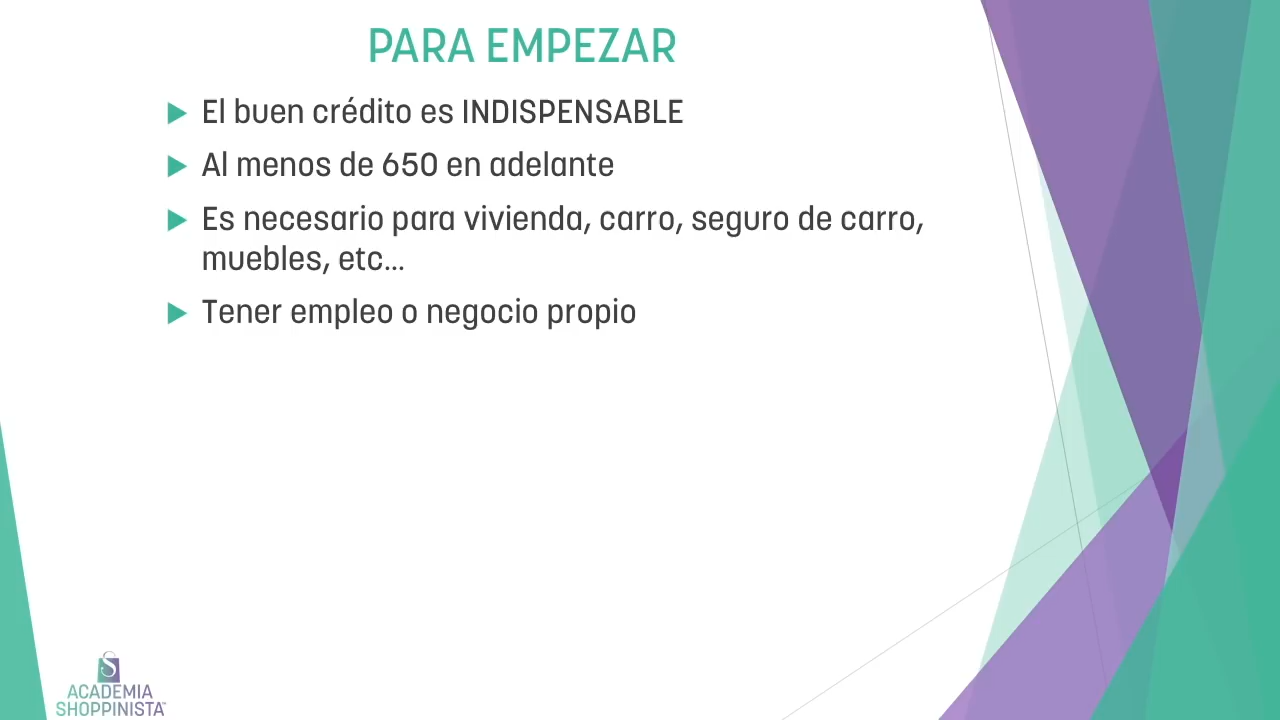 PARA EMPEZAR
El buen crédito es INDISPENSABLE
Al menos de 650 en adelante
Es necesario para vivienda, carro, seguro de carro,
muebles, etc...
Tener empleo o negocio propio
ACADEMIA
SHOPPINISTA™